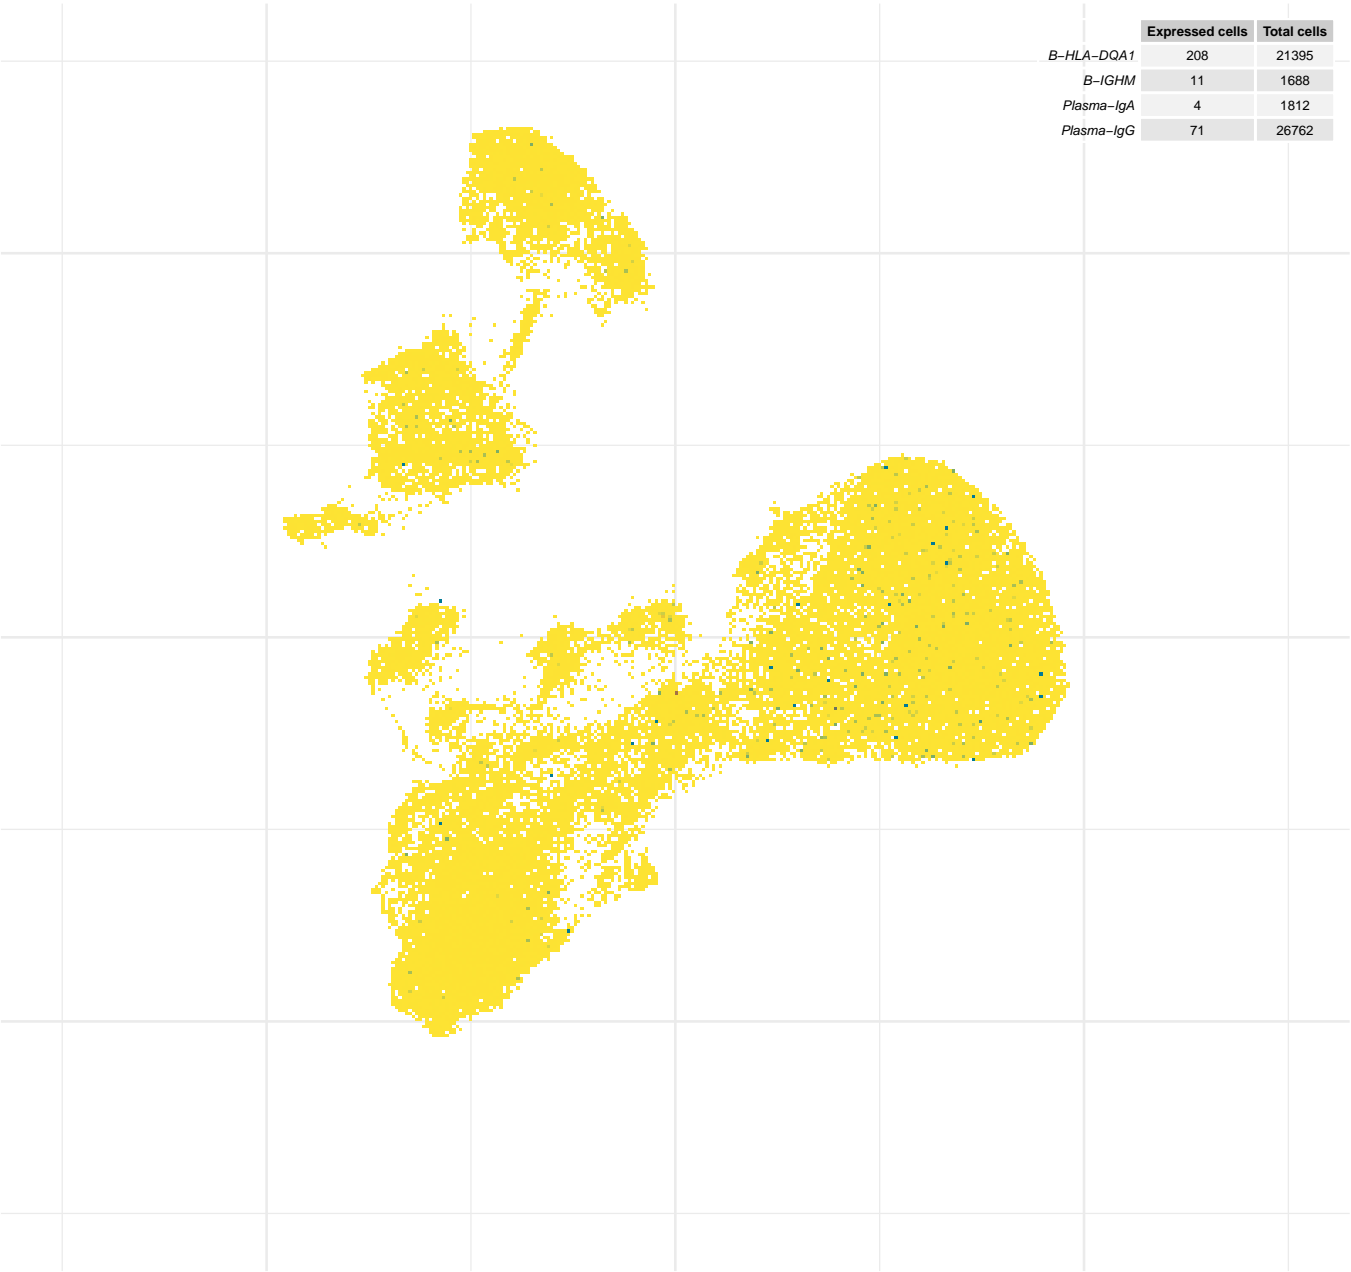 Expressed cells Total cells
B−HLA−DQA1 208 21395
B−IGHM 11 1688
Plasma−IgA 4 1812
Plasma−IgG 71 26762